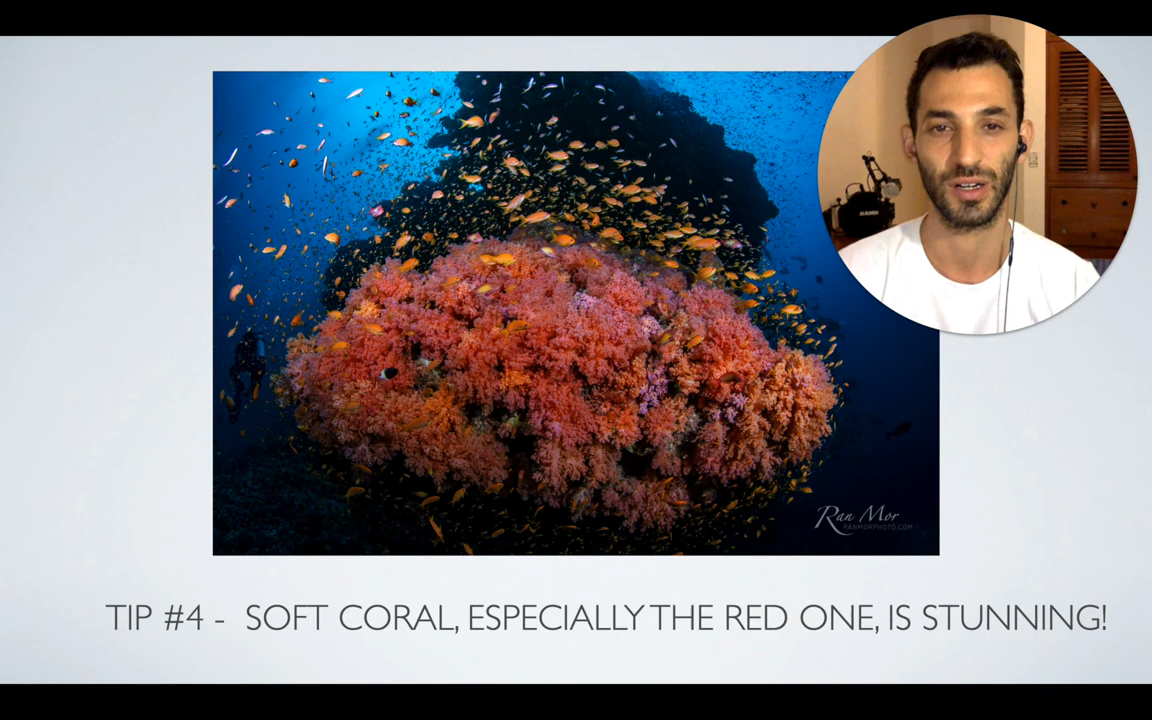 Ran Mor
RANMORPHOTO.COM
TIP #4 - SOFT CORAL, ESPECIALLY THE RED ONE, IS STUNNING!